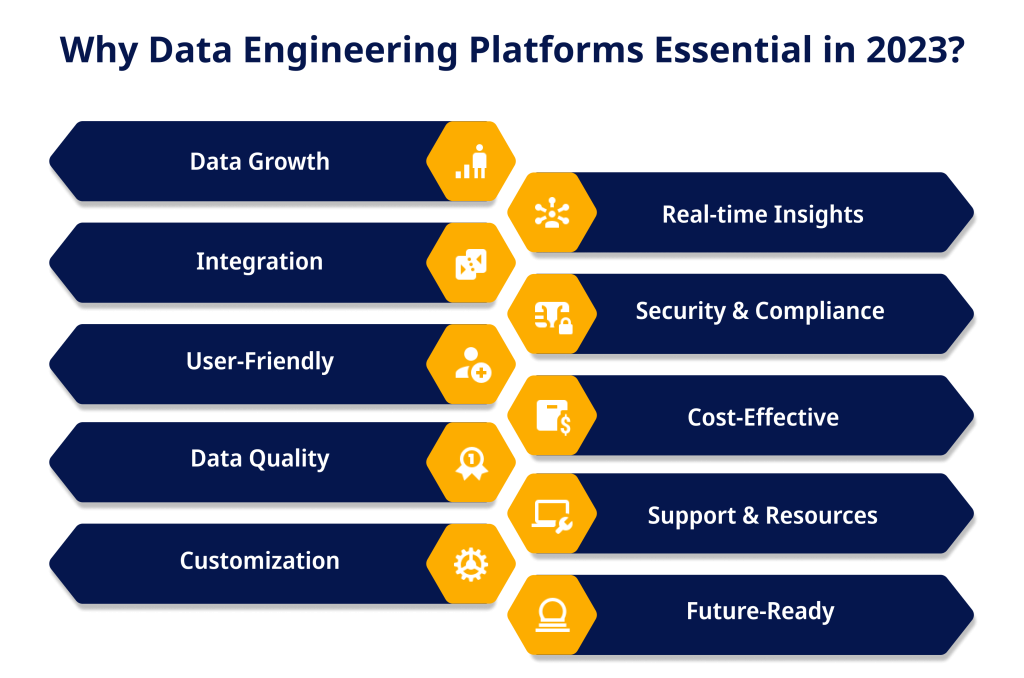 Why Data Engineering Platforms Essential in 2023?
Data Growth
Real-time Insights
Integration
Security & Compliance
User-Friendly
Cost-Effective
Data Quality
1
Support & Resources
$
Customization
Future-Ready